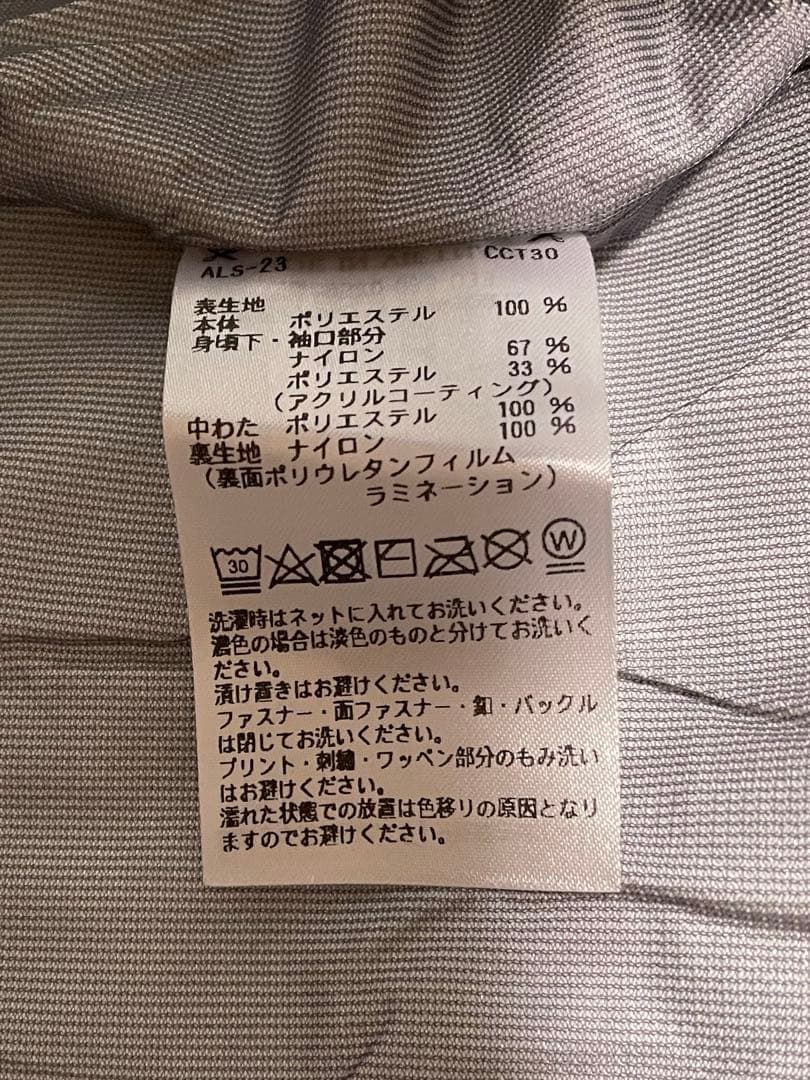 ALS-23 CCT30
表生地
本体 ポリエステル 100 %
身頃下・袖口部分
ナイロン 67 %
ポリエステル 33 %
（アクリルコーティング）
中わた ポリエステル 100 %
裏生地 ナイロン 100 %
（裏面ポリウレタンフィルム
ラミネーション）
30 W
洗濯時はネットに入れてお洗いください。
濃色の場合は淡色のものと分けてお洗いく
ださい。
漬け置きはお避けください。
ファスナー・面ファスナー・釦・バックル
は閉じてお洗いください。
プリント・刺繍・ワッペン部分のもみ洗い
はお避けください。
濡れた状態での放置は色移りの原因となり
ますのでお避けください。